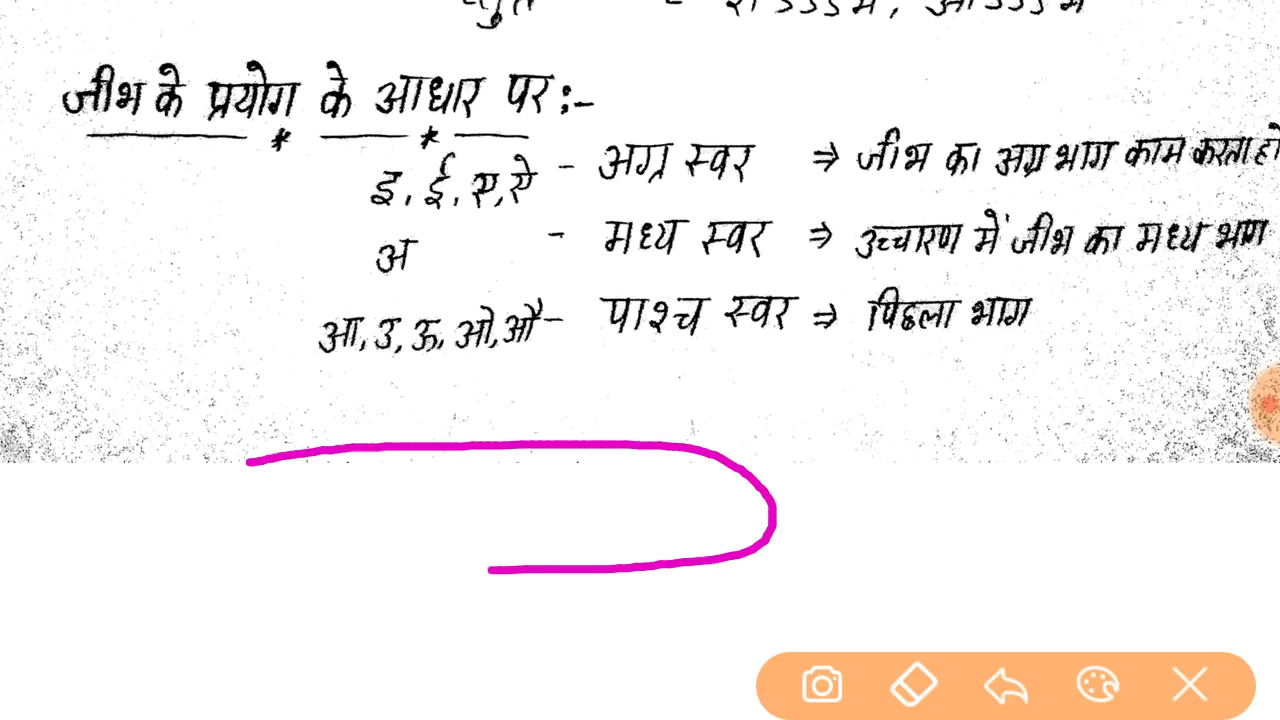 जीभ के प्रयोग के आधार पर :-
इ, ई, ए, ऐ - अग्र स्वर ⇒ जीभ का अग्र भाग काम करता हो
अ - मध्य स्वर ⇒ उच्चारण में जीभ का मध्य भाग
आ, उ, ऊ, ओ, औ - पाश्च स्वर ⇒ पिछला भाग